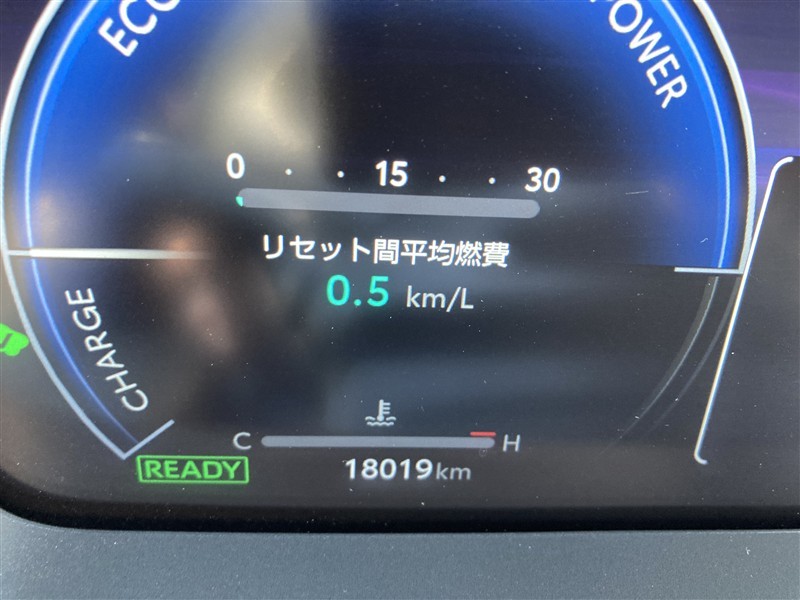 ECO
POWER
0 · · 15 · · 30
リセット間平均燃費
0.5 km/L
CHARGE
C H
READY
18019km